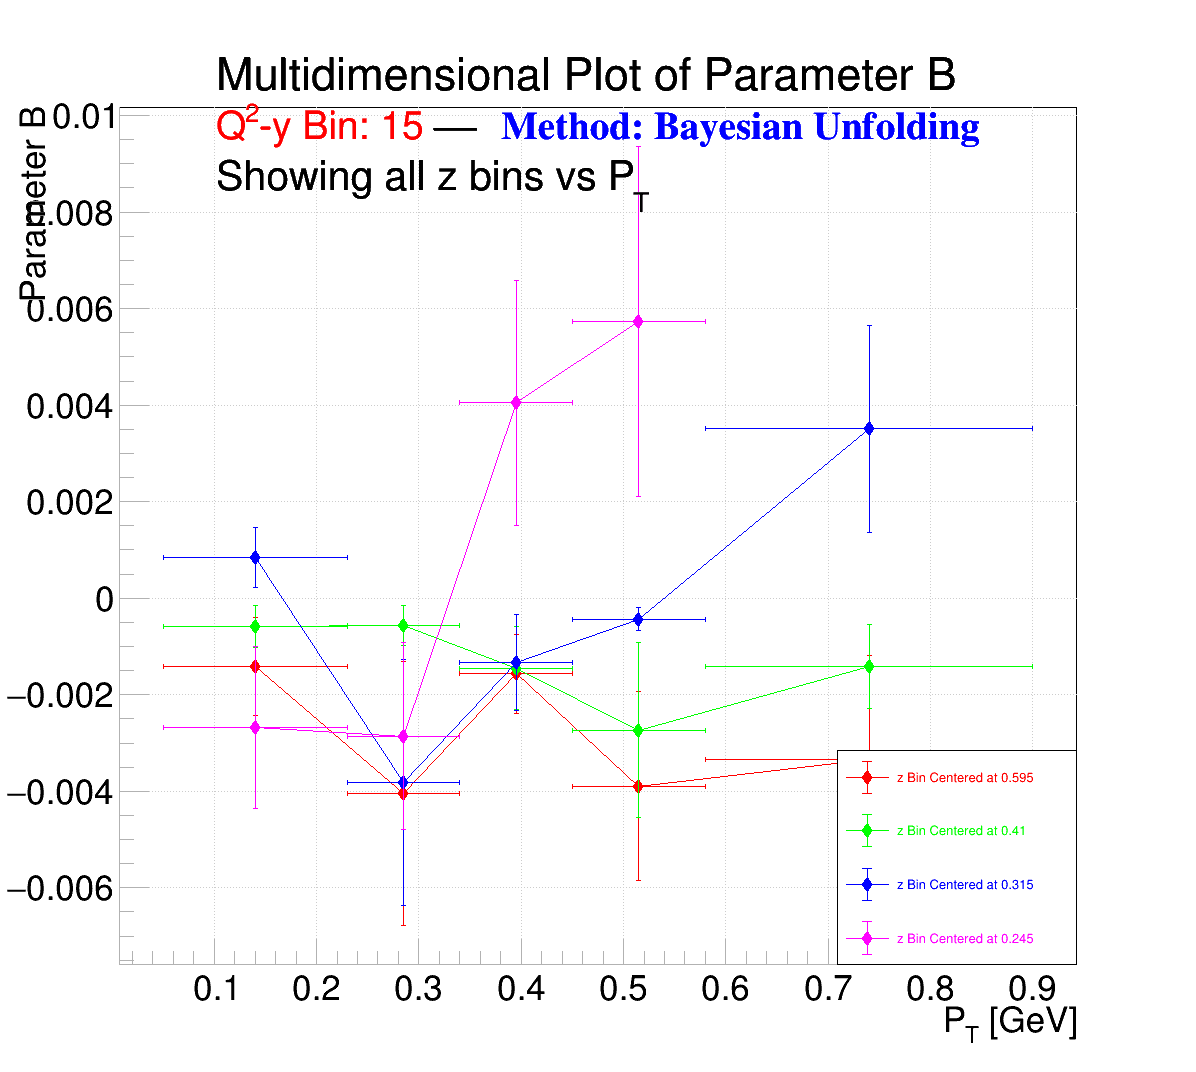 Multidimensional Plot of Parameter B
Q²-y Bin: 15 — Method: Bayesian Unfolding
Showing all z bins vs P_T
Parameter B
0.01
0.008
0.006
0.004
0.002
0
−0.002
−0.004
−0.006
z Bin Centered at 0.595
z Bin Centered at 0.41
z Bin Centered at 0.315
z Bin Centered at 0.245
0.1 0.2 0.3 0.4 0.5 0.6 0.7 0.8 0.9
P_T [GeV]